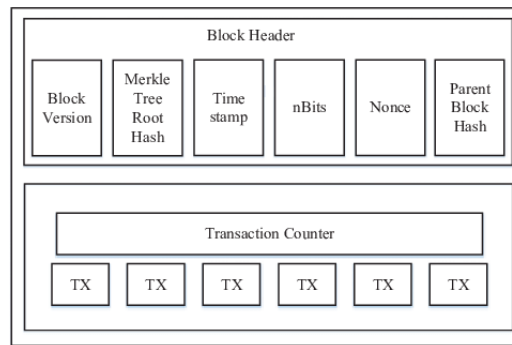 Block Header
Block
Version
Merkle
Tree
Root
Hash
Time
stamp
nBits
Nonce
Parent
Block
Hash
Transaction Counter
TX
TX
TX
TX
TX
TX